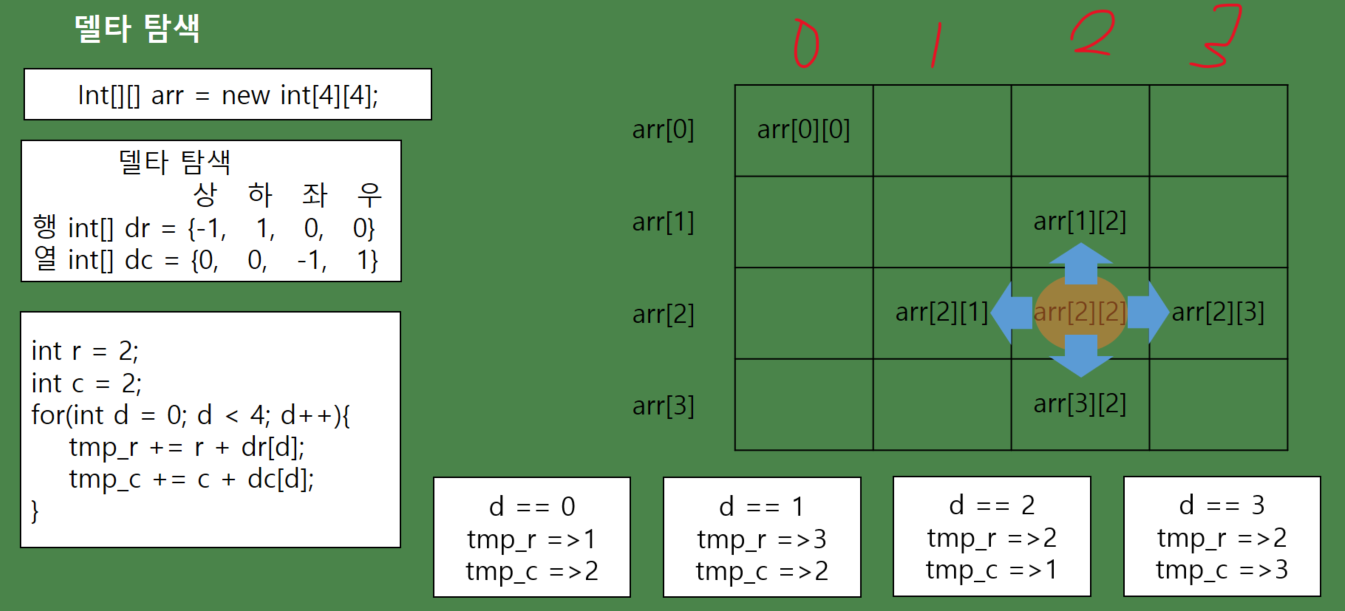 델타 탐색
Int[][] arr = new int[4][4];
델타 탐색
상 하 좌 우
행 int[] dr = {-1, 1, 0, 0}
열 int[] dc = {0, 0, -1, 1}
int r = 2;
int c = 2;
for(int d = 0; d < 4; d++){
tmp_r += r + dr[d];
tmp_c += c + dc[d];
}
0 1 2 3
arr[0] arr[0][0]
arr[1] arr[1][2]
arr[2] arr[2][1] arr[2][2] arr[2][3]
arr[3] arr[3][2]
d == 0
tmp_r =>1
tmp_c =>2
d == 1
tmp_r =>3
tmp_c =>2
d == 2
tmp_r =>2
tmp_c =>1
d == 3
tmp_r =>2
tmp_c =>3